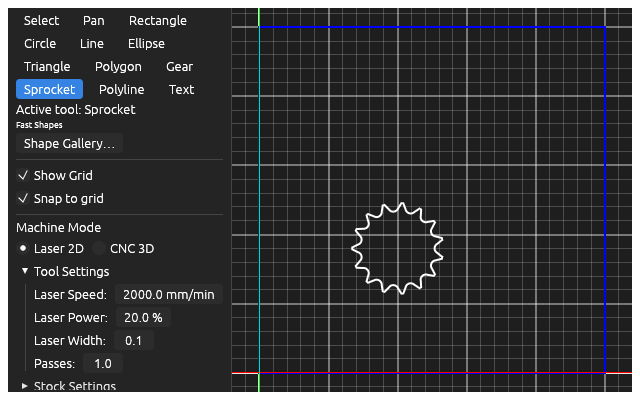 Select Pan Rectangle
Circle Line Ellipse
Triangle Polygon Gear
Sprocket Polyline Text
Active tool: Sprocket
Fast Shapes
Shape Gallery...
Show Grid
Snap to grid
Machine Mode
Laser 2D CNC 3D
Tool Settings
Laser Speed: 2000.0 mm/min
Laser Power: 20.0 %
Laser Width: 0.1
Passes: 1.0
Stock Settings